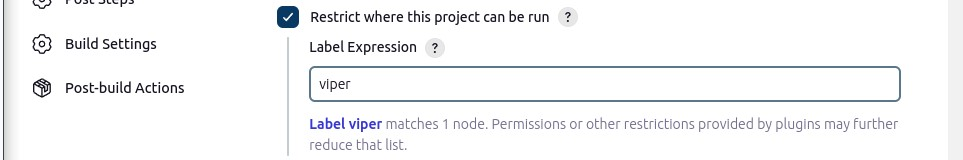 Post Steps
Restrict where this project can be run ?
Build Settings
Label Expression ?
viper
Post-build Actions
Label viper matches 1 node. Permissions or other restrictions provided by plugins may further
reduce that list.